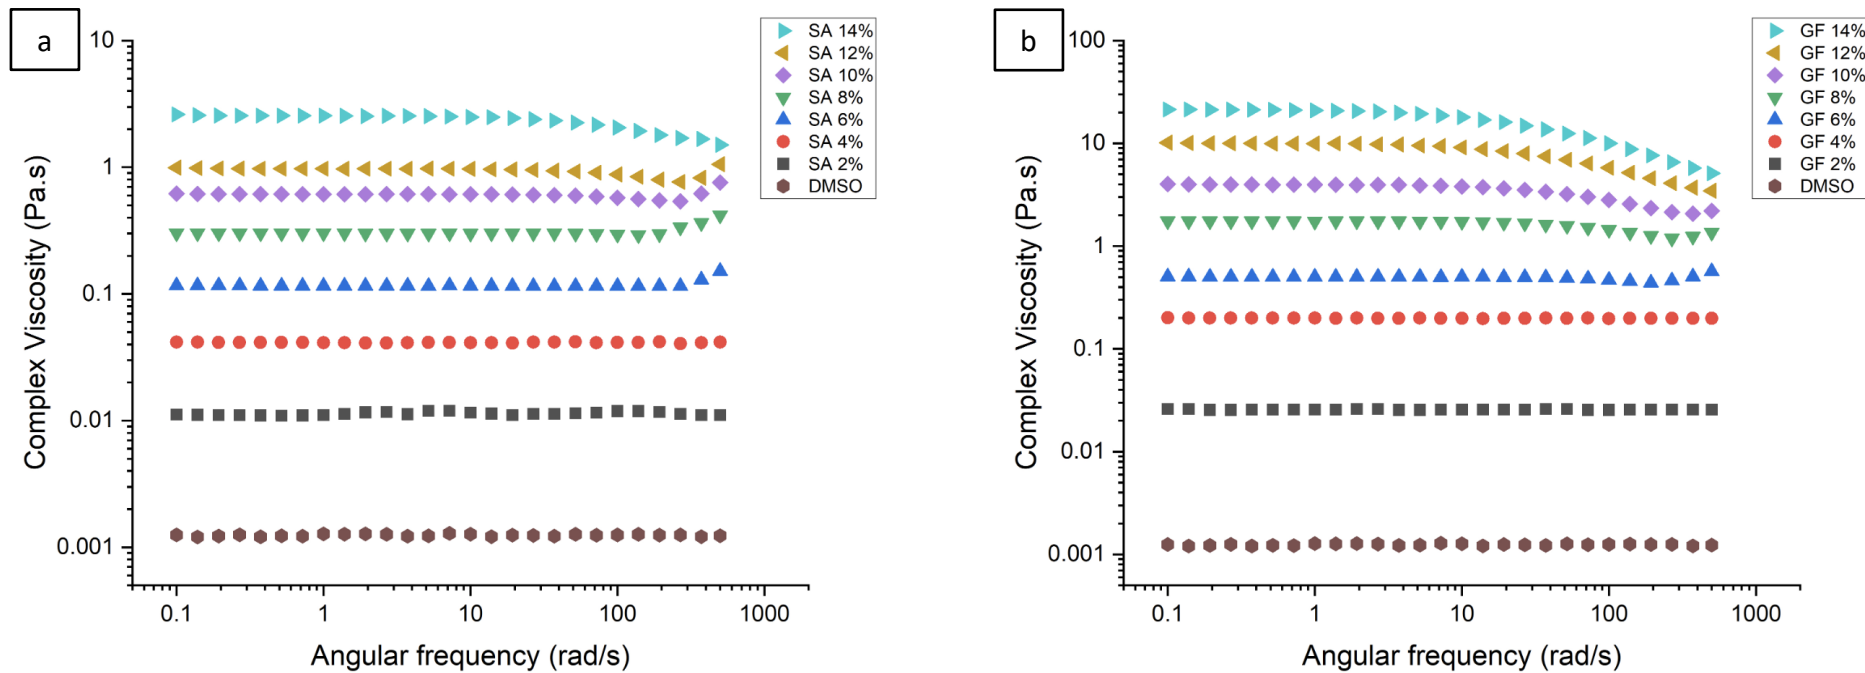 a
10
1
0.1
0.01
0.001
Complex Viscosity (Pa.s)
0.1 1 10 100 1000
Angular frequency (rad/s)
SA 14%
SA 12%
SA 10%
SA 8%
SA 6%
SA 4%
SA 2%
DMSO
b
100
10
1
0.1
0.01
0.001
Complex Viscosity (Pa.s)
0.1 1 10 100 1000
Angular frequency (rad/s)
GF 14%
GF 12%
GF 10%
GF 8%
GF 6%
GF 4%
GF 2%
DMSO